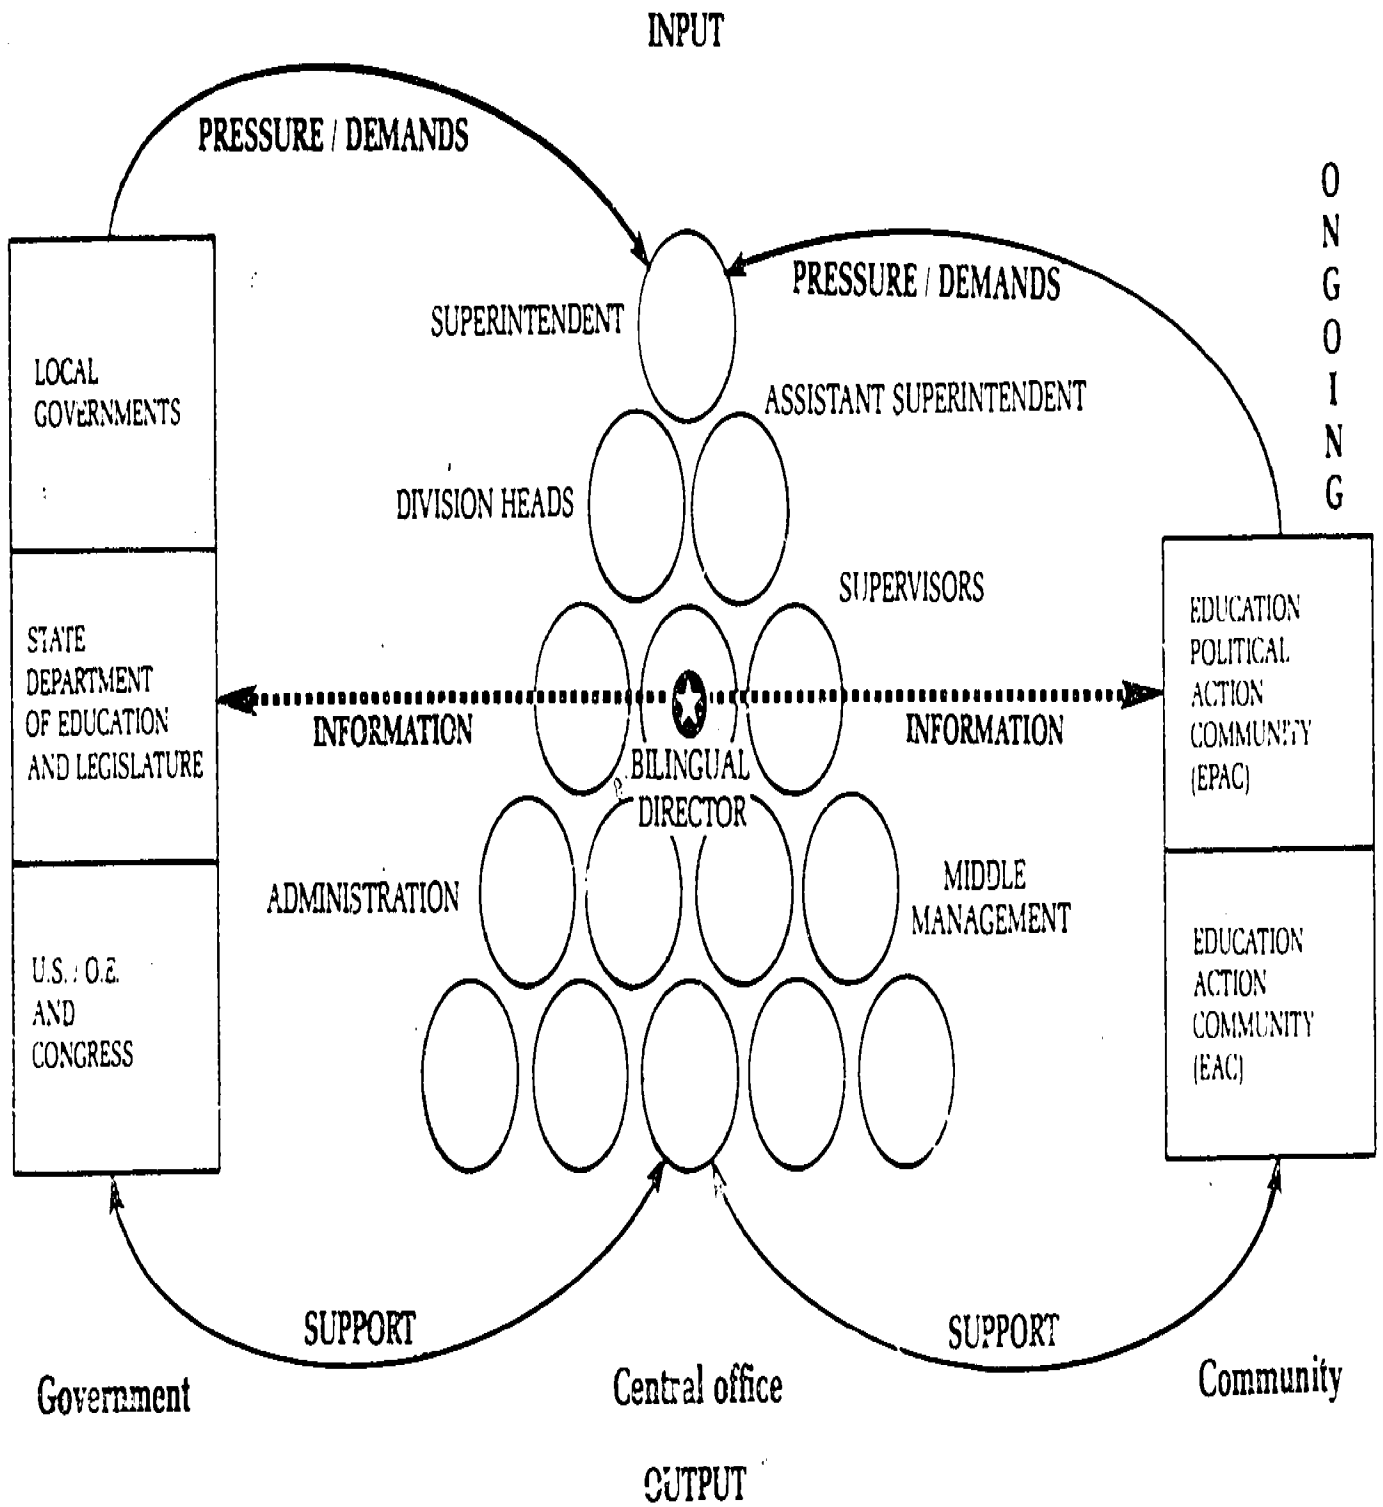 INPUT
PRESSURE / DEMANDS
ONGOING
PRESSURE / DEMANDS
SUPERINTENDENT
ASSISTANT SUPERINTENDENT
DIVISION HEADS
SUPERVISORS
LOCAL
GOVERNMENTS
STATE
DEPARTMENT
OF EDUCATION
AND LEGISLATURE
U.S. / O.E.
AND
CONGRESS
INFORMATION
BILINGUAL
DIRECTOR
INFORMATION
EDUCATION
POLITICAL
ACTION
COMMUNITY
(EPAC)
EDUCATION
ACTION
COMMUNITY
(EAC)
ADMINISTRATION
MIDDLE
MANAGEMENT
SUPPORT
SUPPORT
Government
Central office
Community
OUTPUT